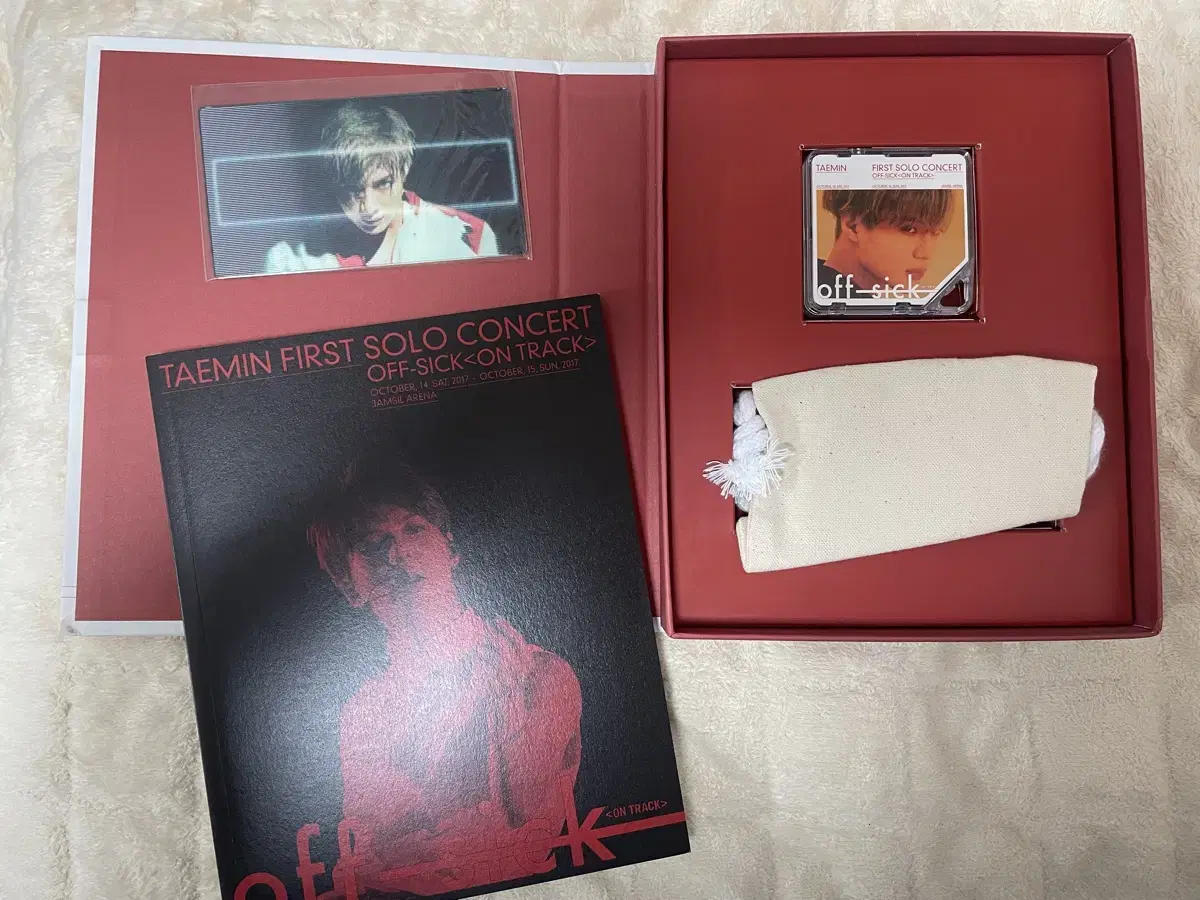 TAEMIN FIRST SOLO CONCERT
OFF-SICK<ON TRACK>
OCTOBER, 14. SAT, 2017 - OCTOBER, 15, SUN, 2017
JAMSIL ARENA
off-sick
<ON TRACK>
TAEMIN FIRST SOLO CONCERT
OFF-SICK<ON TRACK>
off-sick